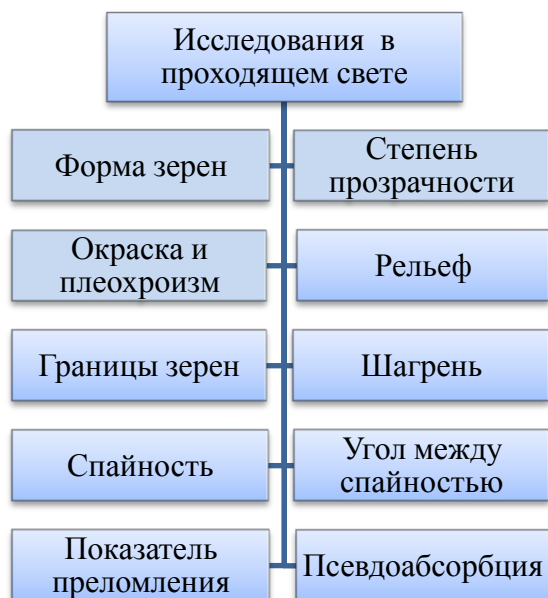 Исследования в
проходящем свете
Форма зерен
Степень
прозрачности
Окраска и
плеохроизм
Рельеф
Границы зерен
Шагрень
Спайность
Угол между
спайностью
Показатель
преломления
Псевдоабсорбция